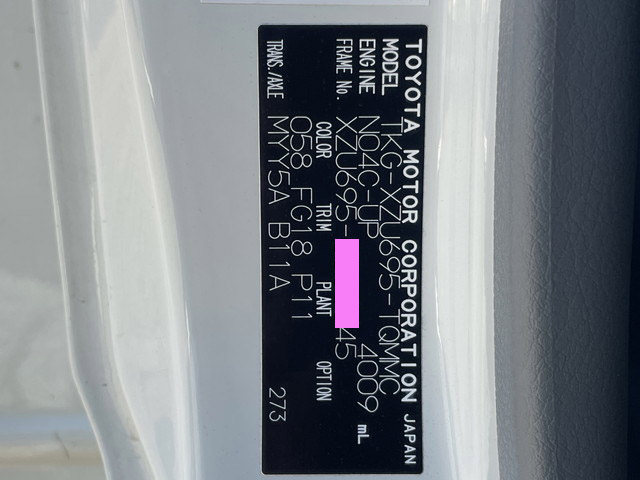 TOYOTA MOTOR CORPORATION JAPAN
MODEL TKG-XZU695-TQMMC
ENGINE N04C-UP 4009 mL
FRAME No. XZU695- 45
COLOR TRIM PLANT OPTION
058 FG18 P11
TRANS./AXLE MYY5A B11A 273